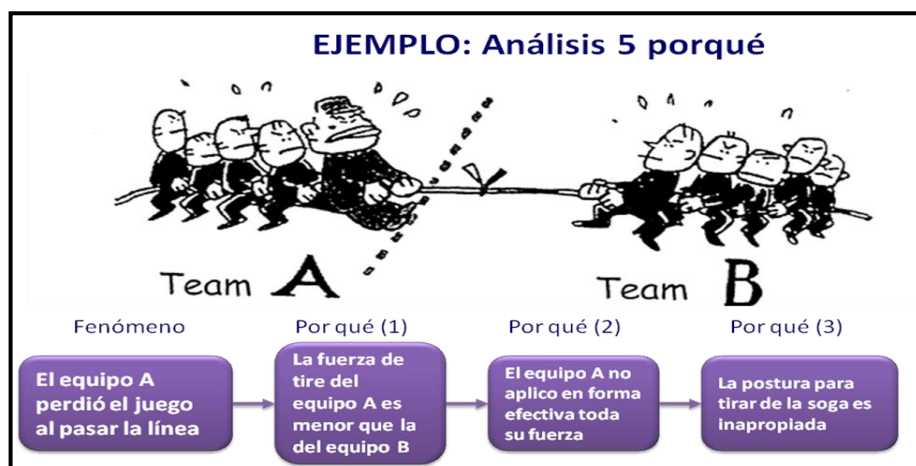 EJEMPLO: Análisis 5 porqué
Team A
Team B
Fenómeno
Por qué (1)
Por qué (2)
Por qué (3)
El equipo A
perdió el juego
al pasar la línea
La fuerza de
tire del
equipo A es
menor que la
del equipo B
El equipo A no
aplico en forma
efectiva toda
su fuerza
La postura para
tirar de la soga es
inapropiada